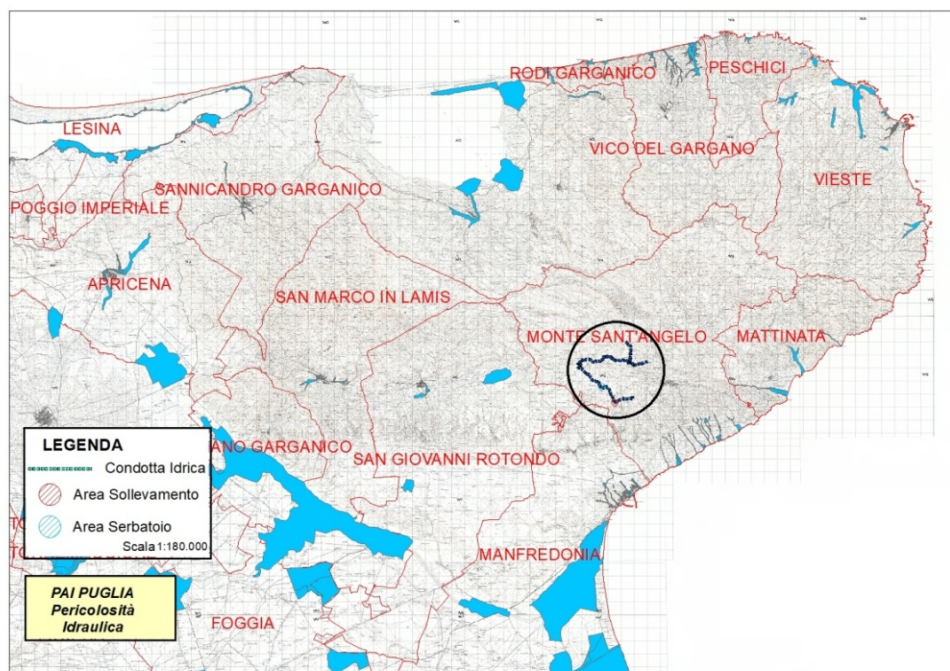 RODI GARGANICO
PESCHICI
LESINA
VICO DEL GARGANO
VIESTE
SANNICANDRO GARGANICO
POGGIO IMPERIALE
APRICENA
SAN MARCO IN LAMIS
MONTE SANT'ANGELO
MATTINATA
LEGENDA
ANO GARGANICO
Condotta Idrica
SAN GIOVANNI ROTONDO
Area Sollevamento
Area Serbatoio
Scala 1:180.000
MANFREDONIA
PAI PUGLIA
Pericolosità
Idraulica
FOGGIA